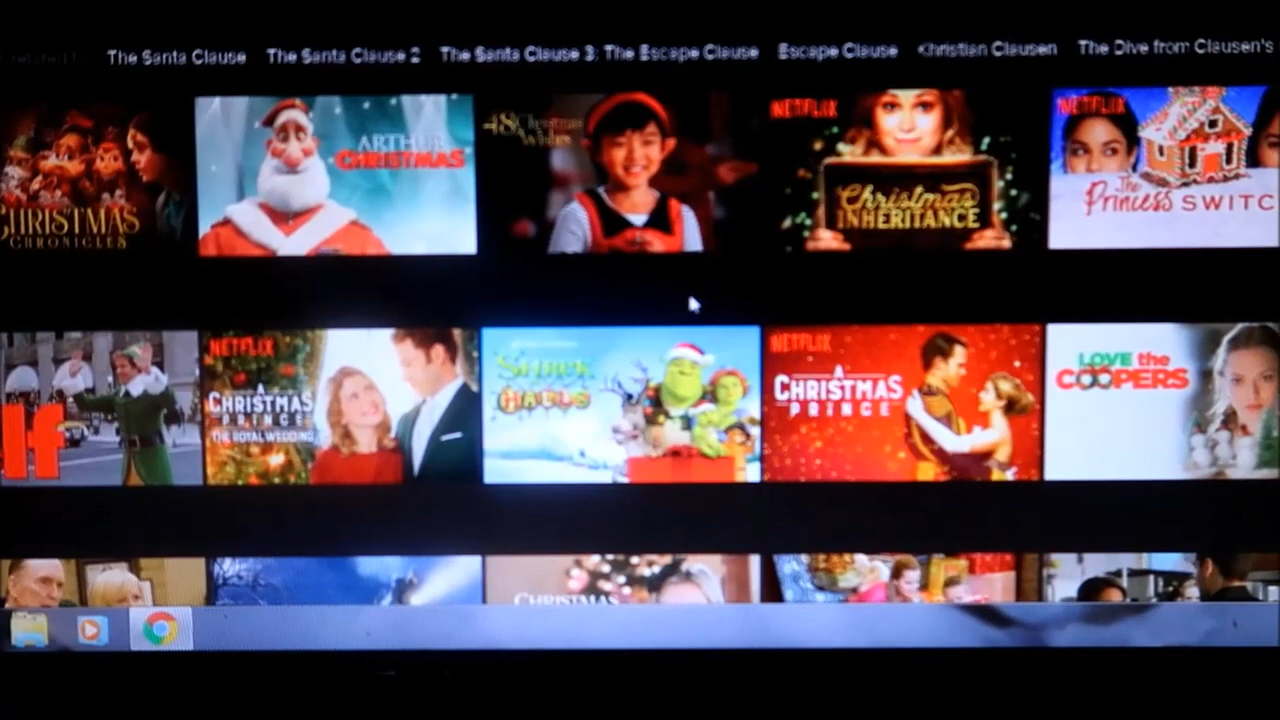 The Santa Clause The Santa Clause 2 The Santa Clause 3: The Escape Clause Escape Clause Christian Clausen The Dive from Clausen's
CHRISTMAS
CHRONICLES
ARTHUR
CHRISTMAS
48 Christmas
Wishes
NETFLIX
Christmas
INHERITANCE
NETFLIX
The
Princess SWITC
lf
NETFLIX
A
CHRISTMAS
PRINCE
THE ROYAL WEDDING
SHREK
the
HALLS
NETFLIX
A
CHRISTMAS
PRINCE
LOVE the
COOPERS
CHRISTMAS